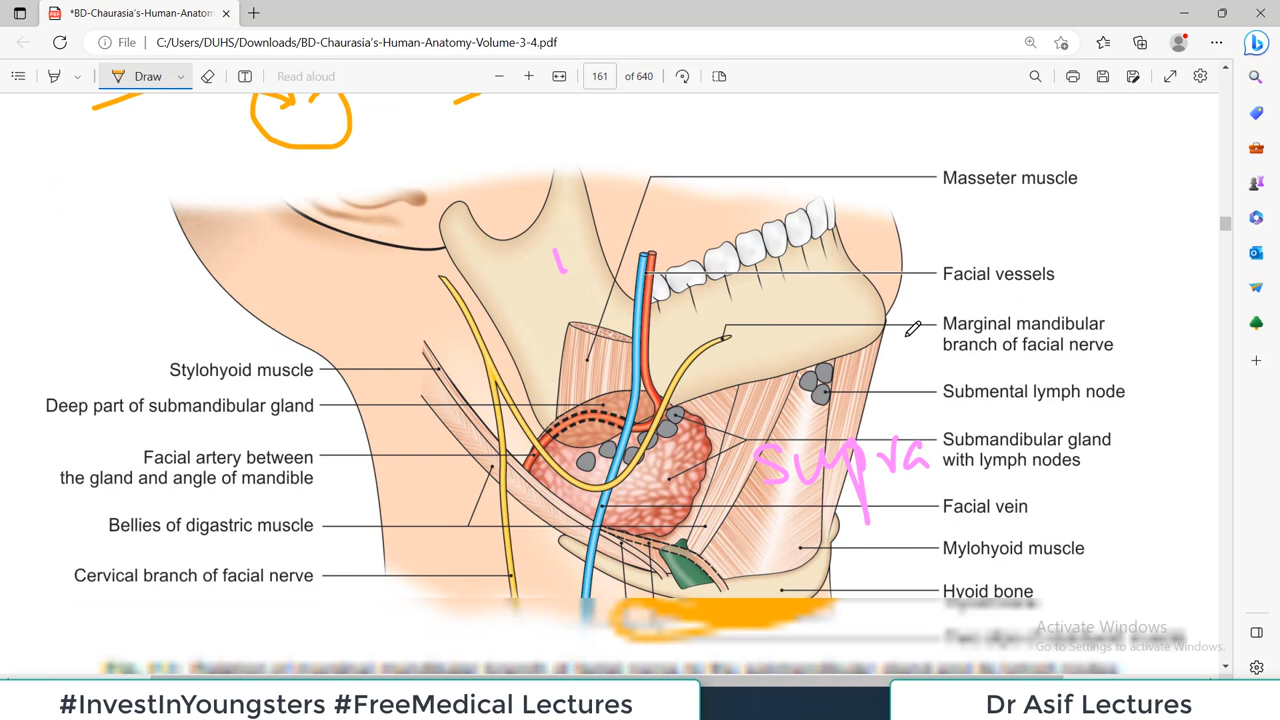 *BD-Chaurasia's-Human-Anatom
File
C:/Users/DUHS/Downloads/BD-Chaurasia's-Human-Anatomy-Volume-3-4.pdf
Draw
Read aloud
161 of 640
Masseter muscle
Facial vessels
Marginal mandibular
branch of facial nerve
Stylohyoid muscle
Submental lymph node
Deep part of submandibular gland
Submandibular gland
with lymph nodes
supra
Facial artery between
the gland and angle of mandible
Facial vein
Bellies of digastric muscle
Mylohyoid muscle
Cervical branch of facial nerve
Hyoid bone
Activate Windows
Go to Settings to activate Windows.
#InvestInYoungsters #FreeMedical Lectures
Dr Asif Lectures